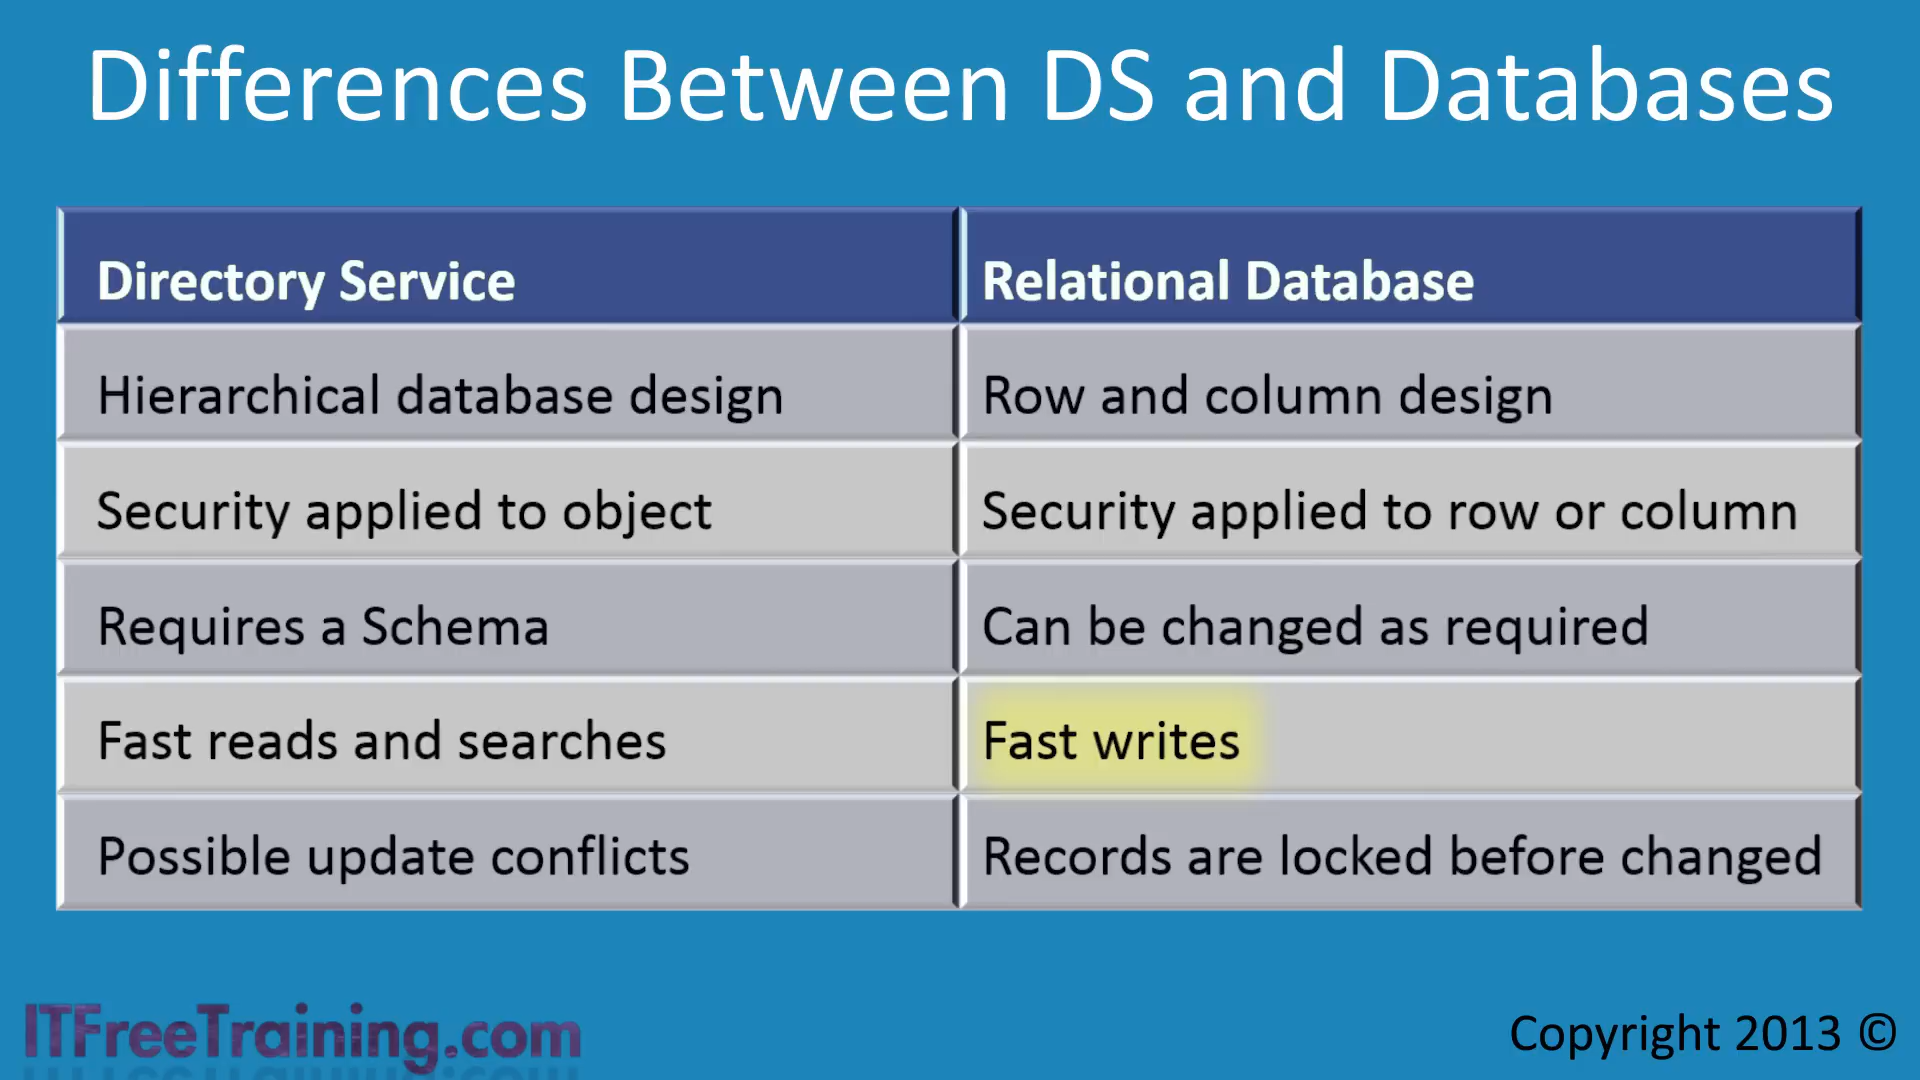 Differences Between DS and Databases
Directory Service
Relational Database
Hierarchical database design
Row and column design
Security applied to object
Security applied to row or column
Requires a Schema
Can be changed as required
Fast reads and searches
Fast writes
Possible update conflicts
Records are locked before changed
ITFreeTraining.com
Copyright 2013 ©